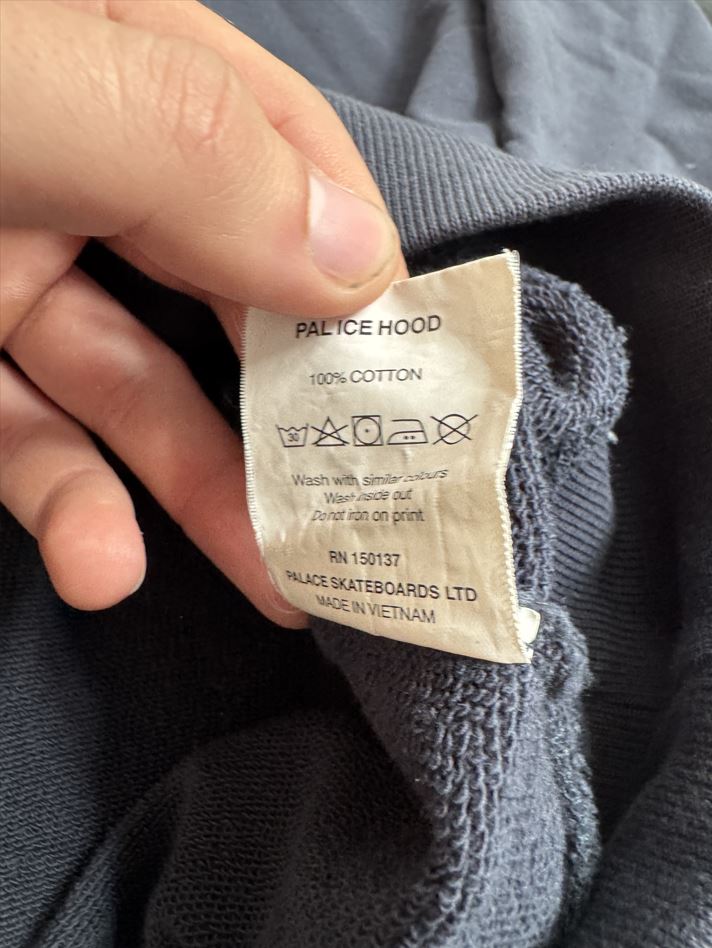 PAL ICE HOOD
100% COTTON
30
Wash with similar colours
Wash inside out
Do not iron on print
RN 150137
PALACE SKATEBOARDS LTD
MADE IN VIETNAM